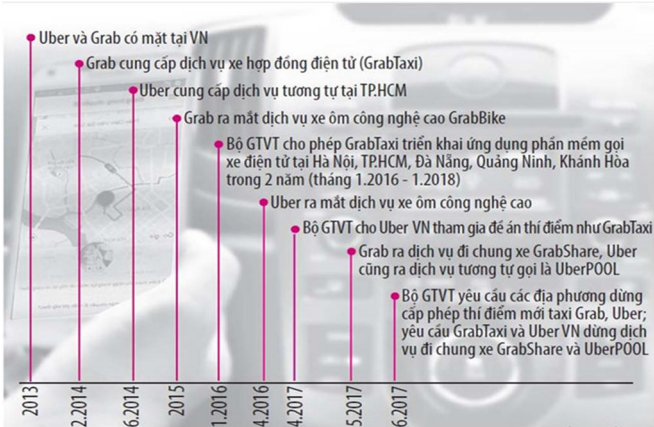 Uber và Grab có mặt tại VN
Grab cung cấp dịch vụ xe hợp đồng điện tử (GrabTaxi)
Uber cung cấp dịch vụ tương tự tại TP.HCM
Grab ra mắt dịch vụ xe ôm công nghệ cao GrabBike
Bộ GTVT cho phép GrabTaxi triển khai ứng dụng phần mềm gọi
xe điện tử tại Hà Nội, TP.HCM, Đà Nẵng, Quảng Ninh, Khánh Hòa
trong 2 năm (tháng 1.2016 - 1.2018)
Uber ra mắt dịch vụ xe ôm công nghệ cao
Bộ GTVT cho Uber VN tham gia đề án thí điểm như GrabTaxi
Grab ra dịch vụ đi chung xe GrabShare, Uber
cũng ra dịch vụ tương tự gọi là UberPOOL
Bộ GTVT yêu cầu các địa phương dừng
cấp phép thí điểm mới taxi Grab, Uber;
yêu cầu GrabTaxi và Uber VN dừng dịch
vụ đi chung xe GrabShare và UberPOOL
2013
2.2014
6.2014
2015
1.2016
4.2016
4.2017
5.2017
6.2017